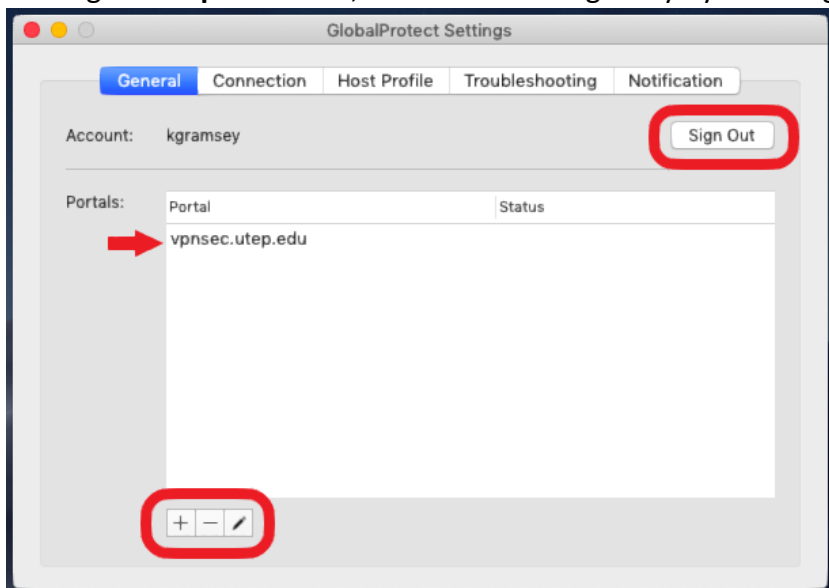 GlobalProtect Settings
General Connection Host Profile Troubleshooting Notification
Account: kgramsey Sign Out
Portals: Portal Status
vpnsec.utep.edu
+ −